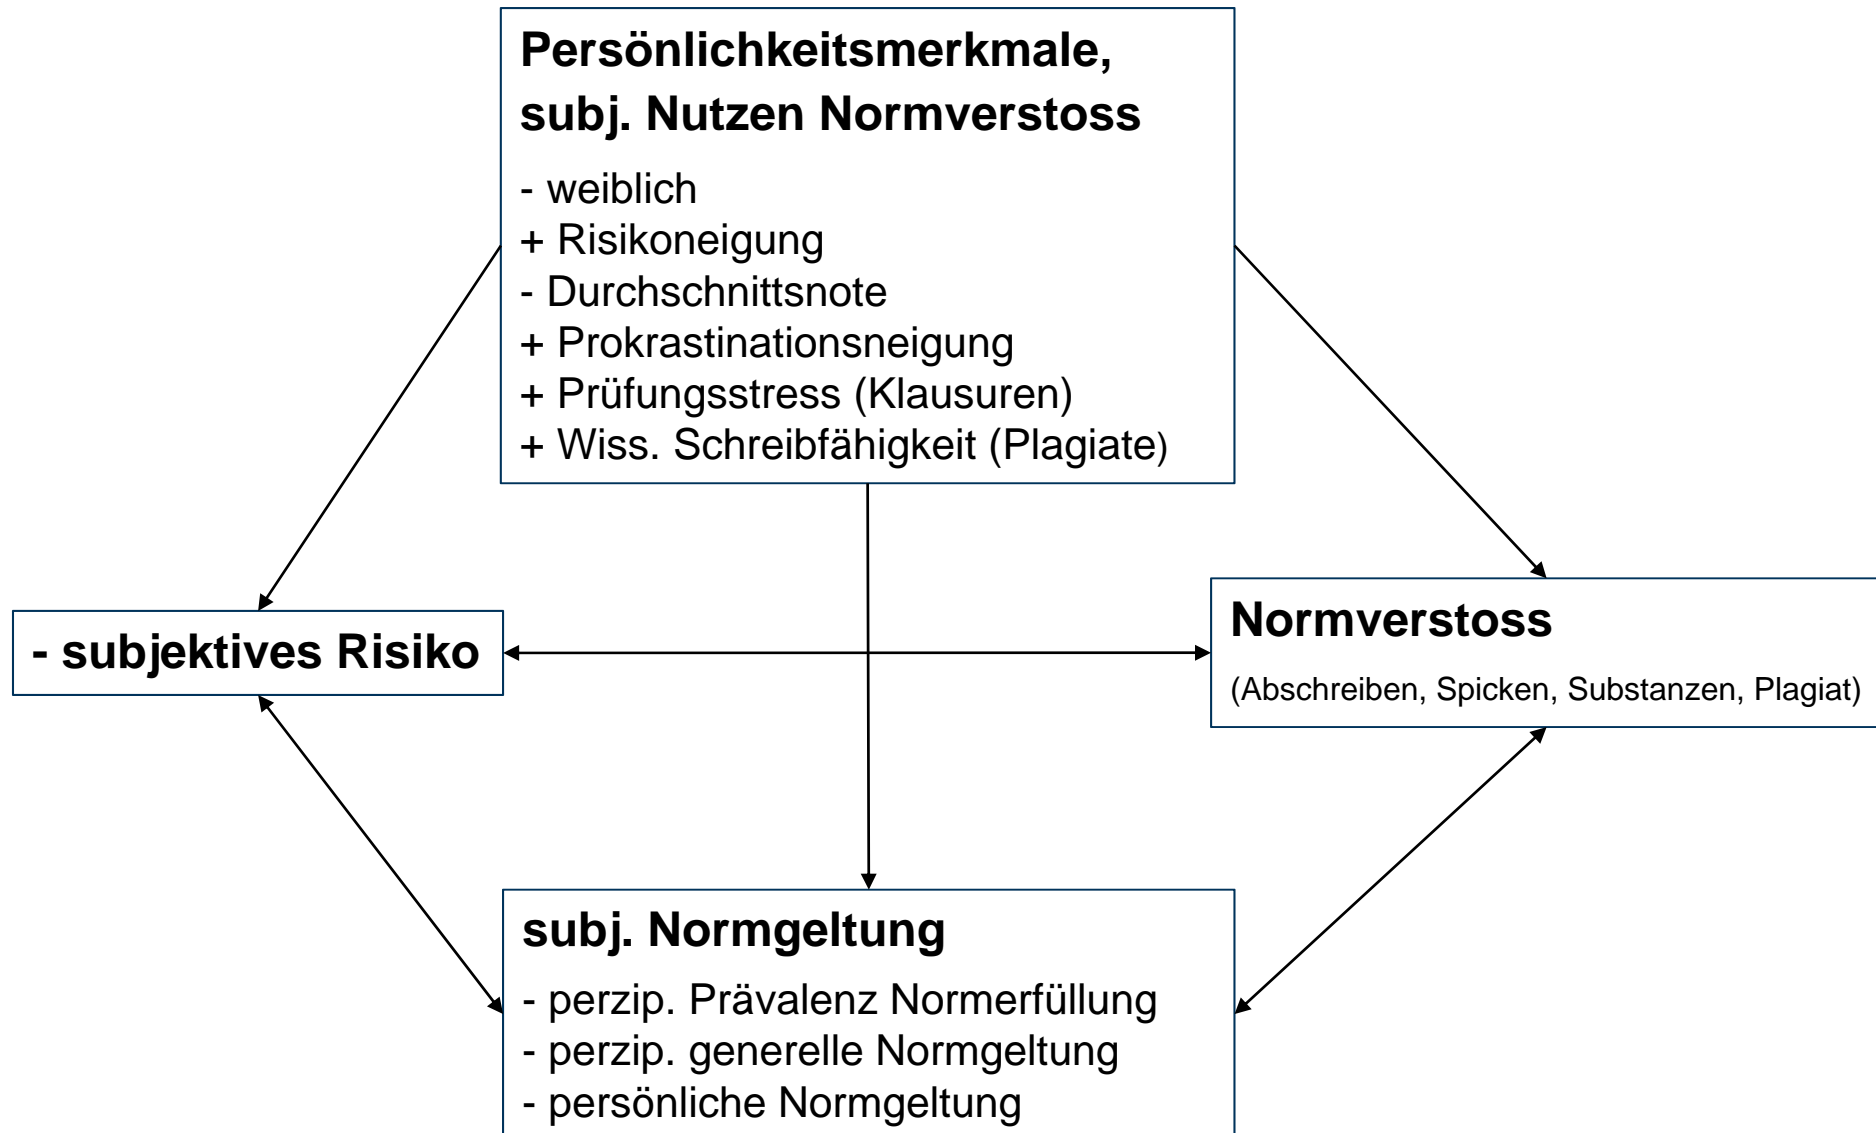 Persönlichkeitsmerkmale,
subj. Nutzen Normverstoss
- weiblich
+ Risikoneigung
- Durchschnittsnote
+ Prokrastinationsneigung
+ Prüfungsstress (Klausuren)
+ Wiss. Schreibfähigkeit (Plagiate)
- subjektives Risiko
Normverstoss
(Abschreiben, Spicken, Substanzen, Plagiat)
subj. Normgeltung
- perzip. Prävalenz Normerfüllung
- perzip. generelle Normgeltung
- persönliche Normgeltung